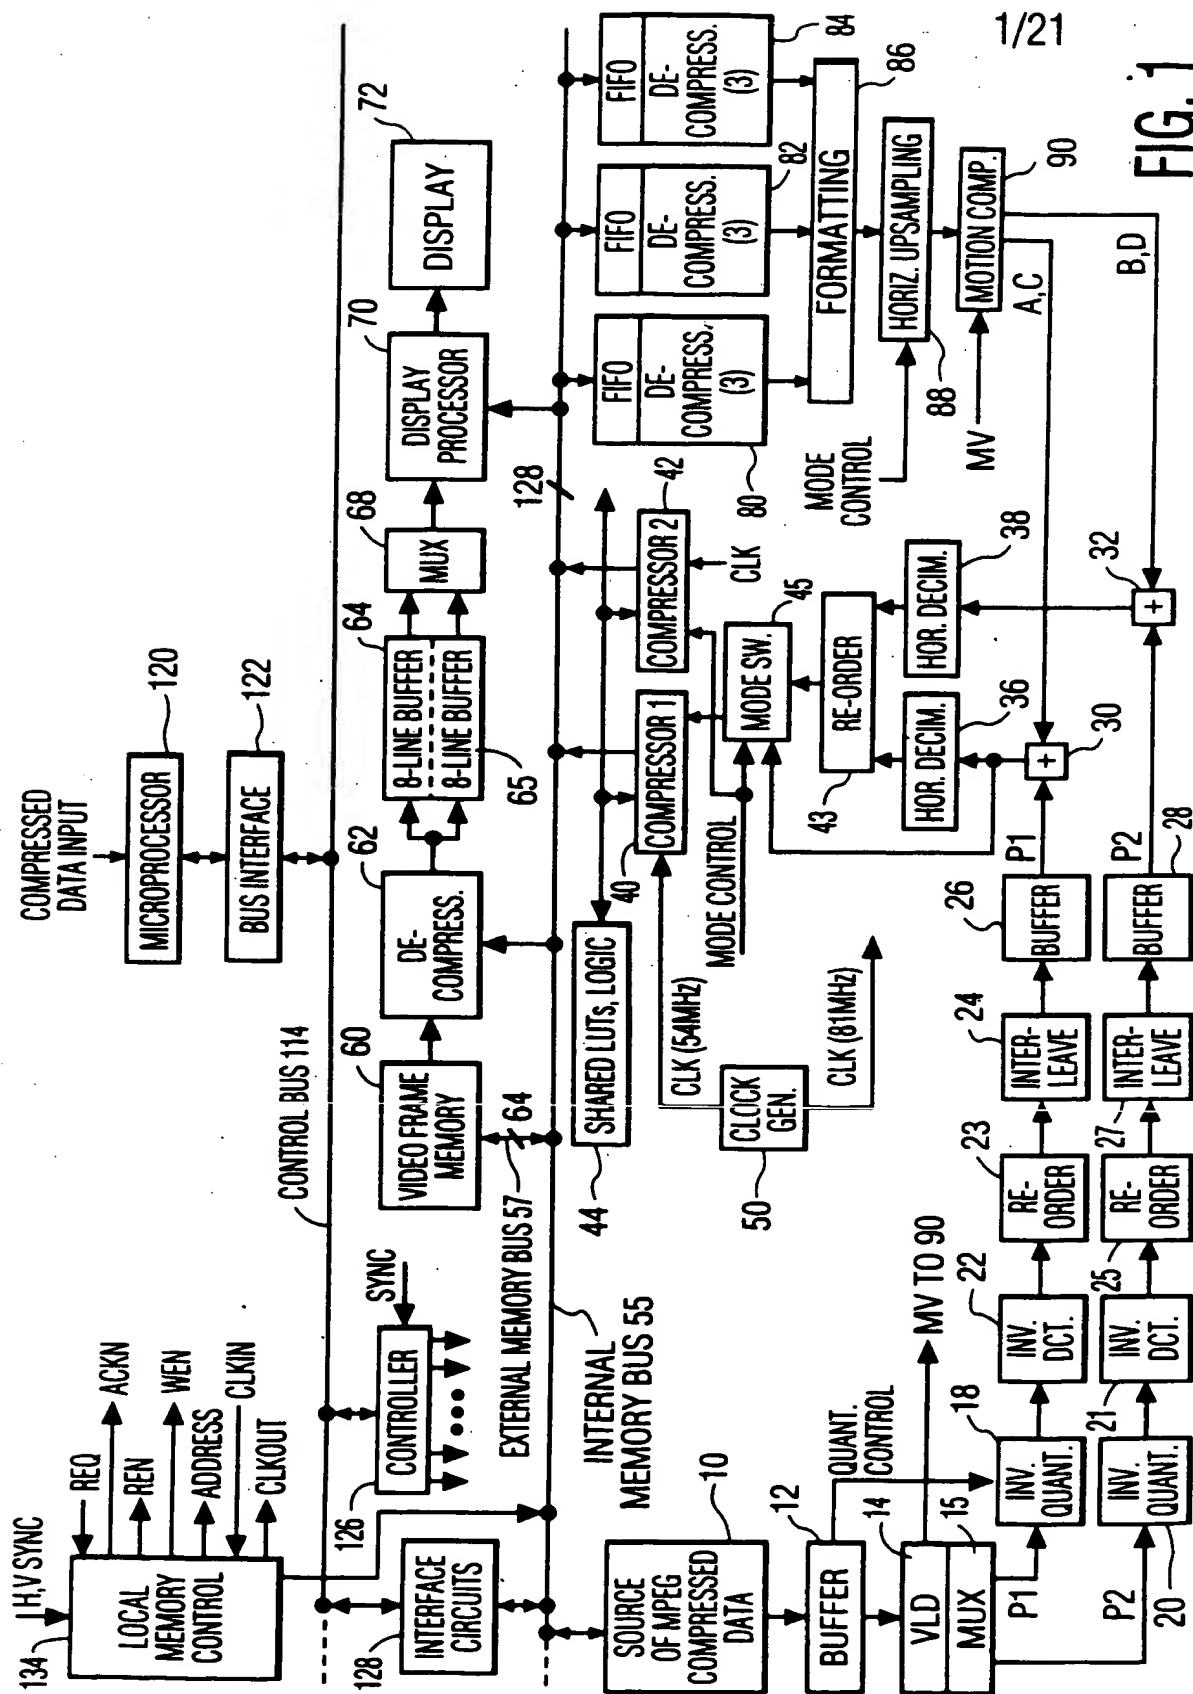 1/21
FIG. 1
COMPRESSED
DATA INPUT
MICROPROCESSOR
120
BUS INTERFACE
122
H,V SYNC
134
LOCAL
MEMORY
CONTROL
REQ
ACKN
REN
WEN
ADDRESS
CLKIN
CLKOUT
CONTROL BUS 114
INTERFACE
CIRCUITS
128
CONTROLLER
126
SYNC
VIDEO FRAME
MEMORY
60
EXTERNAL MEMORY BUS 57
64
DE-
COMPRESS.
62
8-LINE BUFFER
8-LINE BUFFER
64
65
MUX
68
DISPLAY
PROCESSOR
70
DISPLAY
72
INTERNAL
MEMORY BUS 55
128
SHARED LUTs, LOGIC
44
COMPRESSOR 1
40
COMPRESSOR 2
42
CLK
MODE CONTROL
MODE SW.
45
RE-ORDER
43
HOR. DECIM.
36
HOR. DECIM.
38
CLOCK
GEN.
50
CLK (54MHz)
CLK (81MHz)
FIFO
DE-
COMPRESS.
(3)
80
FIFO
DE-
COMPRESS.
(3)
82
FIFO
DE-
COMPRESS.
(3)
84
FORMATTING
86
HORIZ. UPSAMPLING
88
MODE
CONTROL
MOTION COMP.
90
MV
A,C
B,D
SOURCE
OF MPEG
COMPRESSED
DATA
10
BUFFER
12
QUANT.
CONTROL
VLD
14
MUX
15
MV TO 90
P1
INV.
QUANT.
18
INV.
DCT.
22
RE-
ORDER
23
INTER-
LEAVE
24
BUFFER
26
P1
+
30
P2
INV.
QUANT.
20
INV.
DCT.
21
RE-
ORDER
25
INTER-
LEAVE
27
BUFFER
28
P2
+
32